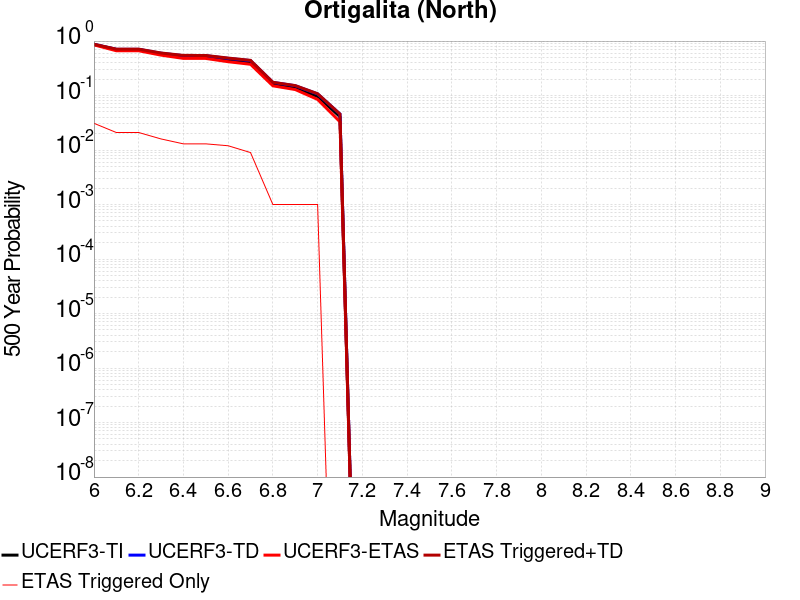 Ortigalita (North)
500 Year Probability
10^0
10^-1
10^-2
10^-3
10^-4
10^-5
10^-6
10^-7
10^-8
6 6.2 6.4 6.6 6.8 7 7.2 7.4 7.6 7.8 8 8.2 8.4 8.6 8.8 9
Magnitude
UCERF3-TI UCERF3-TD UCERF3-ETAS ETAS Triggered+TD
ETAS Triggered Only